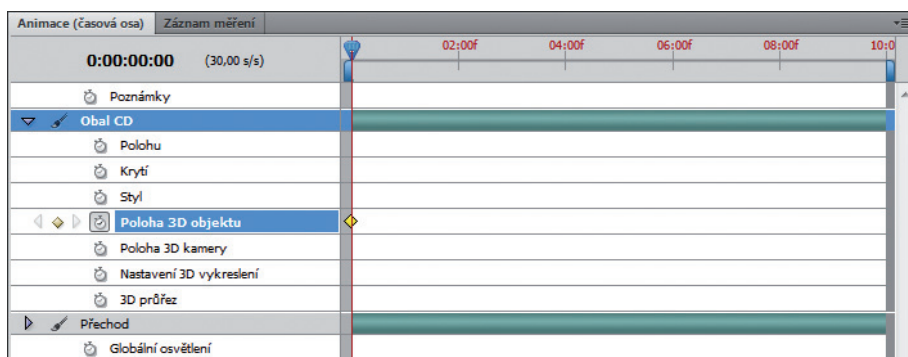 Animace (časová osa) Záznam měření
0:00:00:00 (30,00 s/s) 02:00f 04:00f 06:00f 08:00f 10:0
Poznámky
Obal CD
Polohu
Krytí
Styl
Poloha 3D objektu
Poloha 3D kamery
Nastavení 3D vykreslení
3D průřez
Přechod
Globální osvětlení